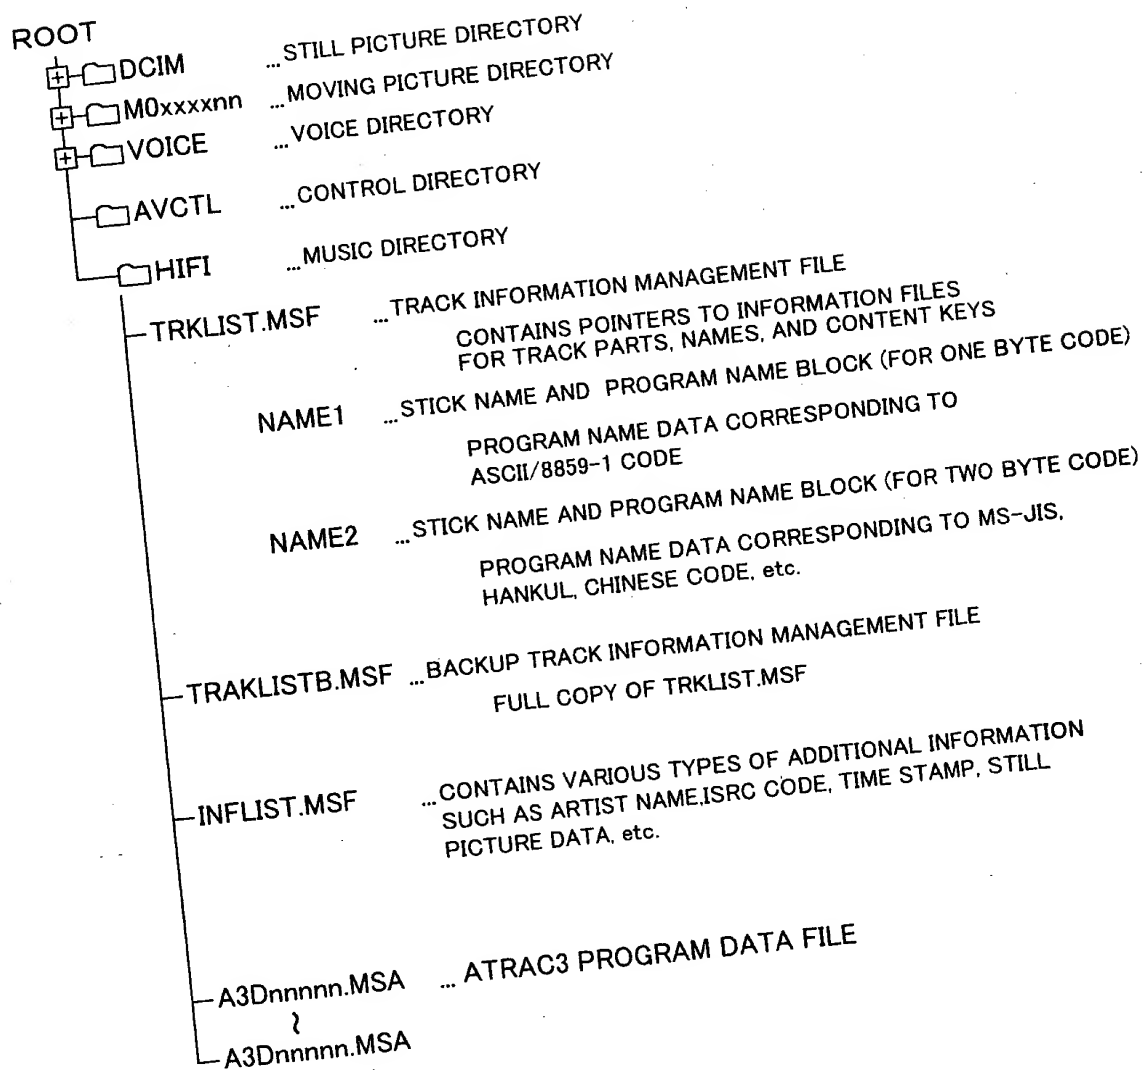 ROOT
DCIM ...STILL PICTURE DIRECTORY
M0xxxxnn ...MOVING PICTURE DIRECTORY
VOICE ...VOICE DIRECTORY
AVCTL ...CONTROL DIRECTORY
HIFI ...MUSIC DIRECTORY
TRKLIST.MSF ...TRACK INFORMATION MANAGEMENT FILE
CONTAINS POINTERS TO INFORMATION FILES
FOR TRACK PARTS, NAMES, AND CONTENT KEYS
NAME1 ...STICK NAME AND PROGRAM NAME BLOCK (FOR ONE BYTE CODE)
PROGRAM NAME DATA CORRESPONDING TO
ASCII/8859-1 CODE
NAME2 ...STICK NAME AND PROGRAM NAME BLOCK (FOR TWO BYTE CODE)
PROGRAM NAME DATA CORRESPONDING TO MS-JIS,
HANKUL, CHINESE CODE, etc.
TRAKLISTB.MSF ...BACKUP TRACK INFORMATION MANAGEMENT FILE
FULL COPY OF TRKLIST.MSF
INFLIST.MSF ...CONTAINS VARIOUS TYPES OF ADDITIONAL INFORMATION
SUCH AS ARTIST NAME,ISRC CODE, TIME STAMP, STILL
PICTURE DATA, etc.
A3Dnnnnn.MSA ... ATRAC3 PROGRAM DATA FILE
A3Dnnnnn.MSA